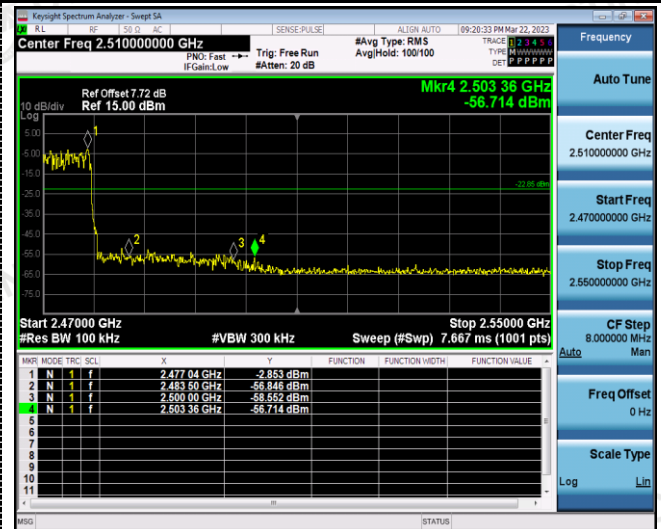 Keysight Spectrum Analyzer - Swept SA
RL RF 50 Ω AC SENSE:PULSE ALIGN AUTO 09:20:33 PM Mar 22, 2023
Center Freq 2.510000000 GHz
PNO: Fast
IFGain:Low
Trig: Free Run
#Atten: 20 dB
#Avg Type: RMS
Avg|Hold: 100/100
TRACE 1 2 3 4 5 6
TYPE M W W W W W
DET P P P P P P
Ref Offset 7.72 dB
10 dB/div Ref 15.00 dBm
Log
Mkr4 2.503 36 GHz
-56.714 dBm
5.00
-5.00
-15.0
-25.0
-35.0
-45.0
-55.0
-65.0
-75.0
1
2
3
4
-22.85 dBm
Start 2.47000 GHz Stop 2.55000 GHz
#Res BW 100 kHz #VBW 300 kHz Sweep (#Swp) 7.667 ms (1001 pts)
MKR MODE TRC SCL X Y FUNCTION FUNCTION WIDTH FUNCTION VALUE
1 N 1 f 2.477 04 GHz -2.853 dBm
2 N 1 f 2.483 50 GHz -56.846 dBm
3 N 1 f 2.500 00 GHz -58.552 dBm
4 N 1 f 2.503 36 GHz -56.714 dBm
5
6
7
8
9
10
11
MSG STATUS
Frequency
Auto Tune
Center Freq
2.510000000 GHz
Start Freq
2.470000000 GHz
Stop Freq
2.550000000 GHz
CF Step
8.000000 MHz
Auto Man
Freq Offset
0 Hz
Scale Type
Log Lin